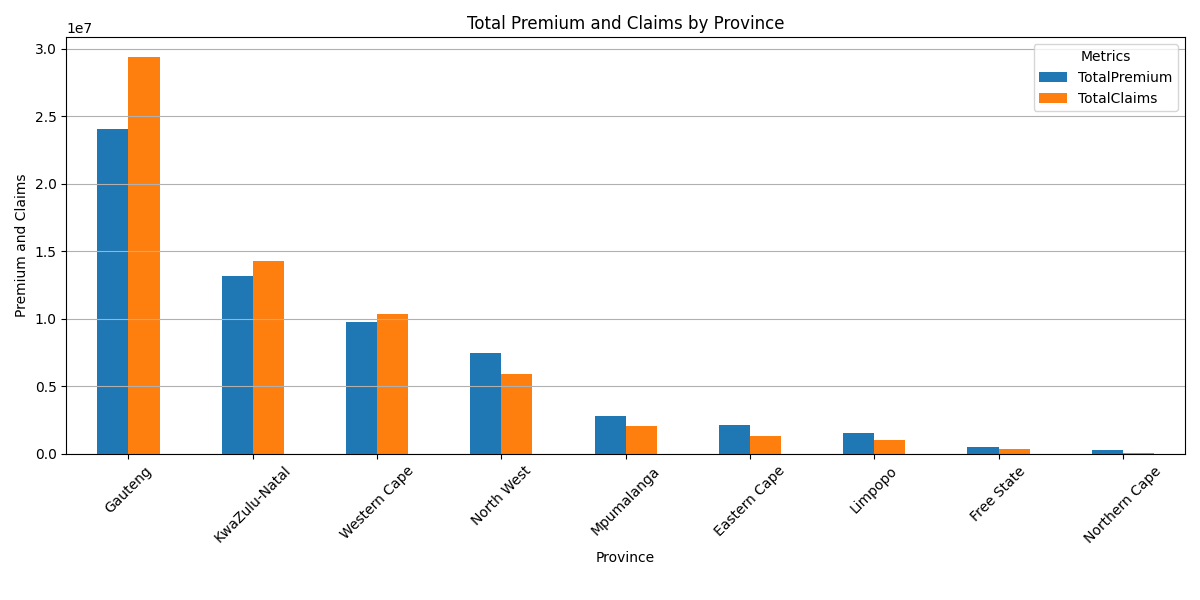 Total Premium and Claims by Province
1e7
3.0
2.5
2.0
1.5
1.0
0.5
0.0
Premium and Claims
Metrics
TotalPremium
TotalClaims
Gauteng
KwaZulu-Natal
Western Cape
North West
Mpumalanga
Eastern Cape
Limpopo
Free State
Northern Cape
Province